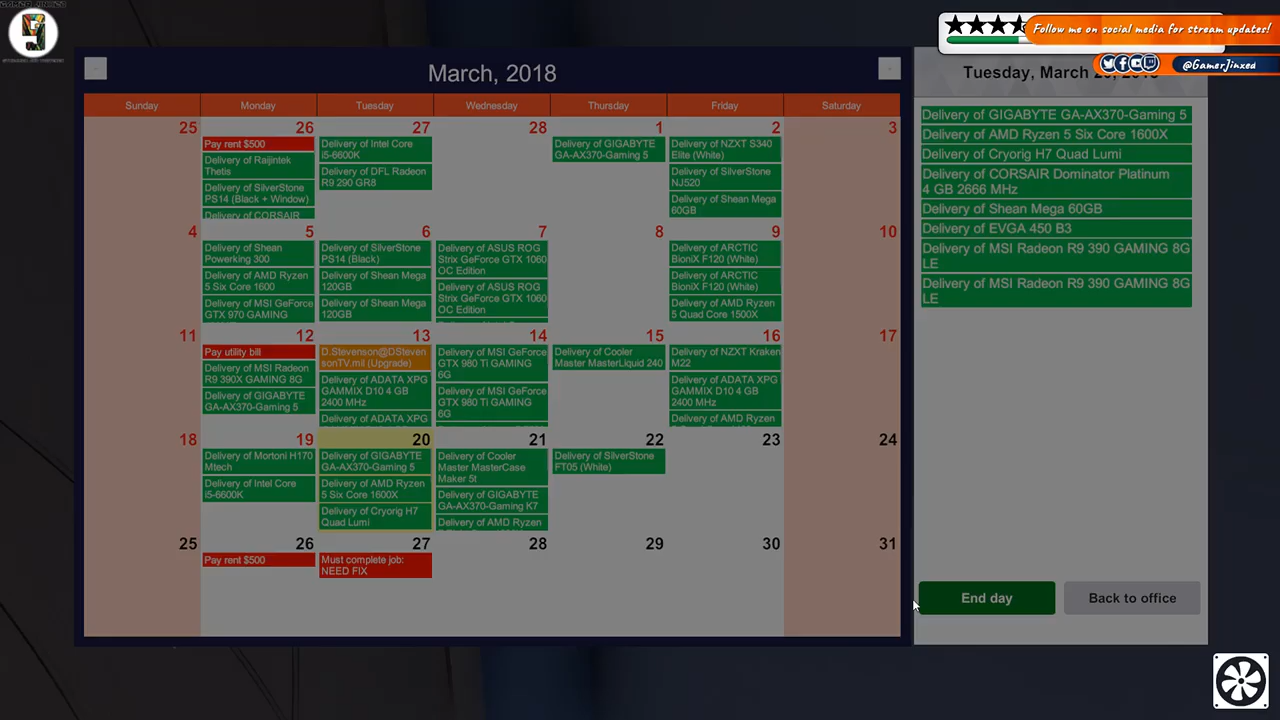 Follow me on social media for stream updates!
@GamerJinxed
March, 2018
Tuesday, March 20, 2018
Sunday Monday Tuesday Wednesday Thursday Friday Saturday
25 26 27 28 1 2 3
Pay rent $500
Delivery of Raijintek
Thetis
Delivery of SilverStone
PS14 (Black + Window)
Delivery of CORSAIR
Delivery of Intel Core
i5-6600K
Delivery of DFL Radeon
R9 290 GR8
Delivery of GIGABYTE
GA-AX370-Gaming 5
Delivery of NZXT S340
Elite (White)
Delivery of SilverStone
NJ520
Delivery of Shean Mega
60GB
4 5 6 7 8 9 10
Delivery of Shean
Powerking 300
Delivery of AMD Ryzen
5 Six Core 1600
Delivery of MSI GeForce
GTX 970 GAMING
Delivery of SilverStone
PS14 (Black)
Delivery of Shean Mega
120GB
Delivery of Shean Mega
120GB
Delivery of ASUS ROG
Strix GeForce GTX 1060
OC Edition
Delivery of ASUS ROG
Strix GeForce GTX 1060
OC Edition
Delivery of ARCTIC
BioniX F120 (White)
Delivery of ARCTIC
BioniX F120 (White)
Delivery of AMD Ryzen
5 Quad Core 1500X
11 12 13 14 15 16 17
Pay utility bill
Delivery of MSI Radeon
R9 390X GAMING 8G
Delivery of GIGABYTE
GA-AX370-Gaming 5
D.Stevenson@DSteven
sonTV.mil (Upgrade)
Delivery of ADATA XPG
GAMMIX D10 4 GB
2400 MHz
Delivery of ADATA XPG
Delivery of MSI GeForce
GTX 980 Ti GAMING
6G
Delivery of MSI GeForce
GTX 980 Ti GAMING
6G
Delivery of Cooler
Master MasterLiquid 240
Delivery of NZXT Kraken
M22
Delivery of ADATA XPG
GAMMIX D10 4 GB
2400 MHz
Delivery of AMD Ryzen
18 19 20 21 22 23 24
Delivery of Mortoni H170
Mtech
Delivery of Intel Core
i5-6600K
Delivery of GIGABYTE
GA-AX370-Gaming 5
Delivery of AMD Ryzen
5 Six Core 1600X
Delivery of Cryorig H7
Quad Lumi
Delivery of Cooler
Master MasterCase
Maker 5t
Delivery of GIGABYTE
GA-AX370-Gaming K7
Delivery of AMD Ryzen
Delivery of SilverStone
FT05 (White)
25 26 27 28 29 30 31
Pay rent $500
Must complete job:
NEED FIX
Delivery of GIGABYTE GA-AX370-Gaming 5
Delivery of AMD Ryzen 5 Six Core 1600X
Delivery of Cryorig H7 Quad Lumi
Delivery of CORSAIR Dominator Platinum
4 GB 2666 MHz
Delivery of Shean Mega 60GB
Delivery of EVGA 450 B3
Delivery of MSI Radeon R9 390 GAMING 8G
LE
Delivery of MSI Radeon R9 390 GAMING 8G
LE
End day
Back to office